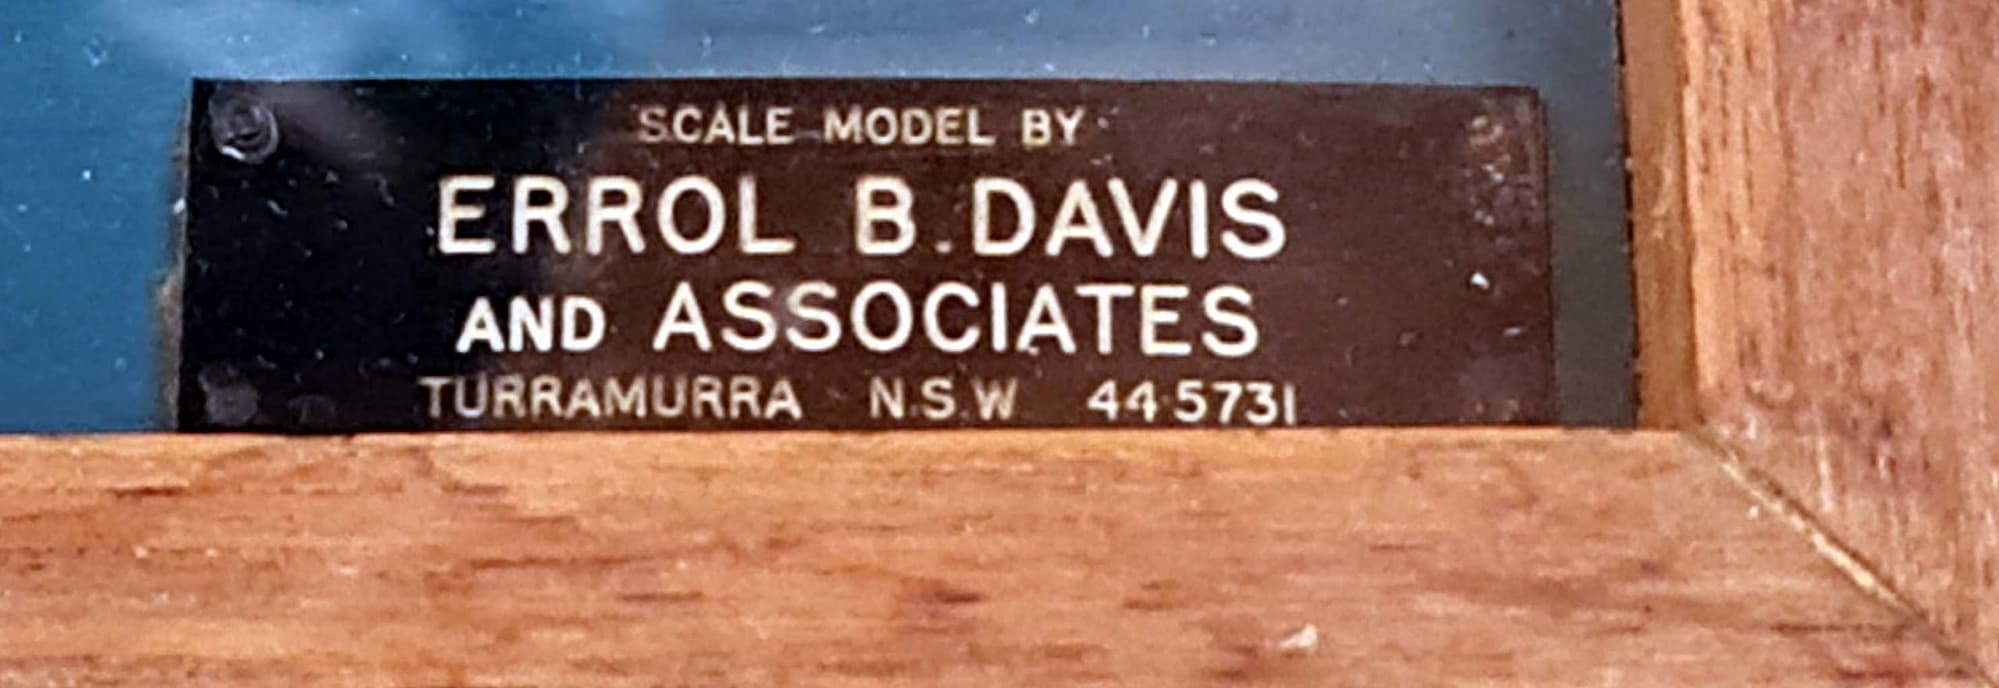 SCALE MODEL BY
ERROL B. DAVIS
AND ASSOCIATES
TURRAMURRA N.S.W 44·5731